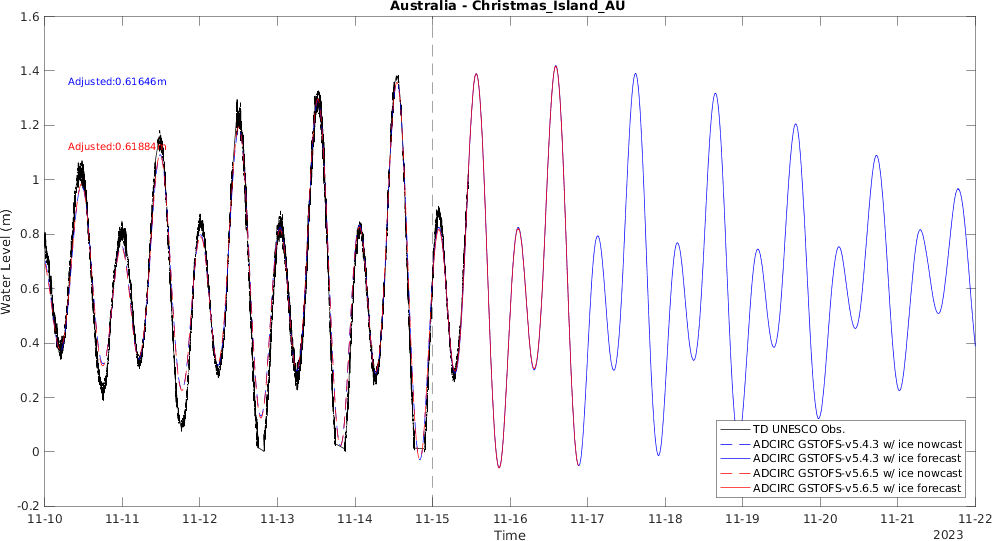 Australia - Christmas_Island_AU
1.6
1.4
1.2
1
0.8
0.6
0.4
0.2
0
-0.2
Water Level (m)
Adjusted:0.61646m
Adjusted:0.61884m
TD UNESCO Obs.
ADCIRC GSTOFS-v5.4.3 w/ ice nowcast
ADCIRC GSTOFS-v5.4.3 w/ ice forecast
ADCIRC GSTOFS-v5.6.5 w/ ice nowcast
ADCIRC GSTOFS-v5.6.5 w/ ice forecast
11-10 11-11 11-12 11-13 11-14 11-15 11-16 11-17 11-18 11-19 11-20 11-21 11-22
Time
2023